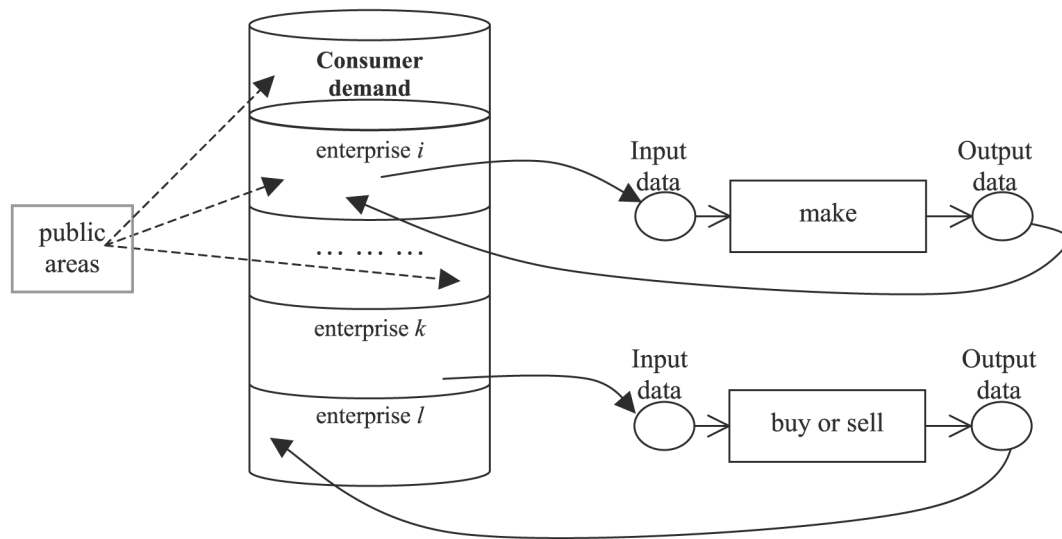 Consumer
demand
enterprise i
public
areas
... ... ...
enterprise k
enterprise l
Input
data
make
Output
data
Input
data
buy or sell
Output
data